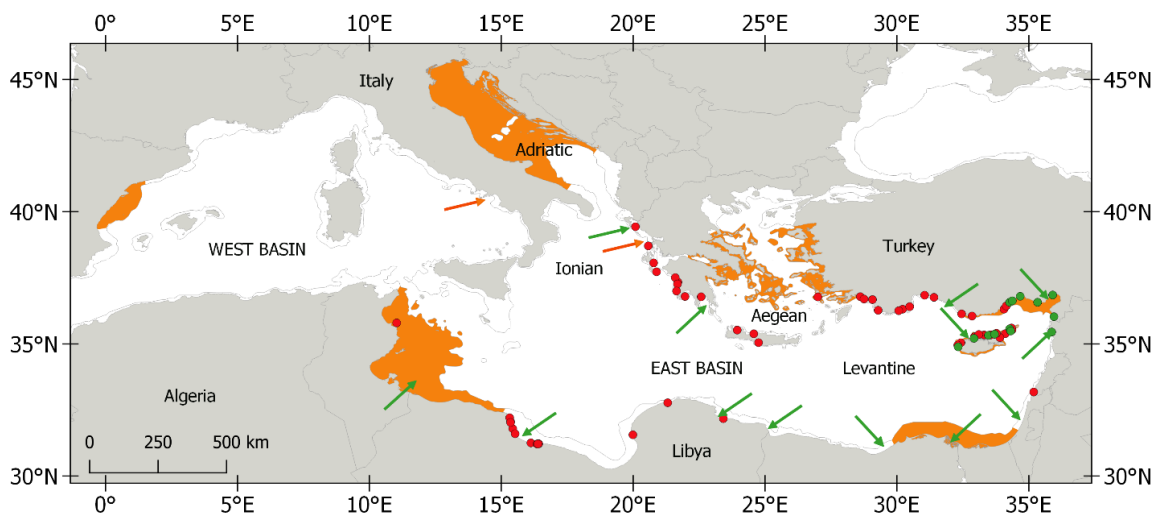 0° 5°E 10°E 15°E 20°E 25°E 30°E 35°E
45°N 45°N
Italy
Adriatic
40°N 40°N
WEST BASIN
Turkey
Ionian
Aegean
35°N 35°N
EAST BASIN Levantine
Algeria
0 250 500 km
Libya
30°N 30°N
0° 5°E 10°E 15°E 20°E 25°E 30°E 35°E